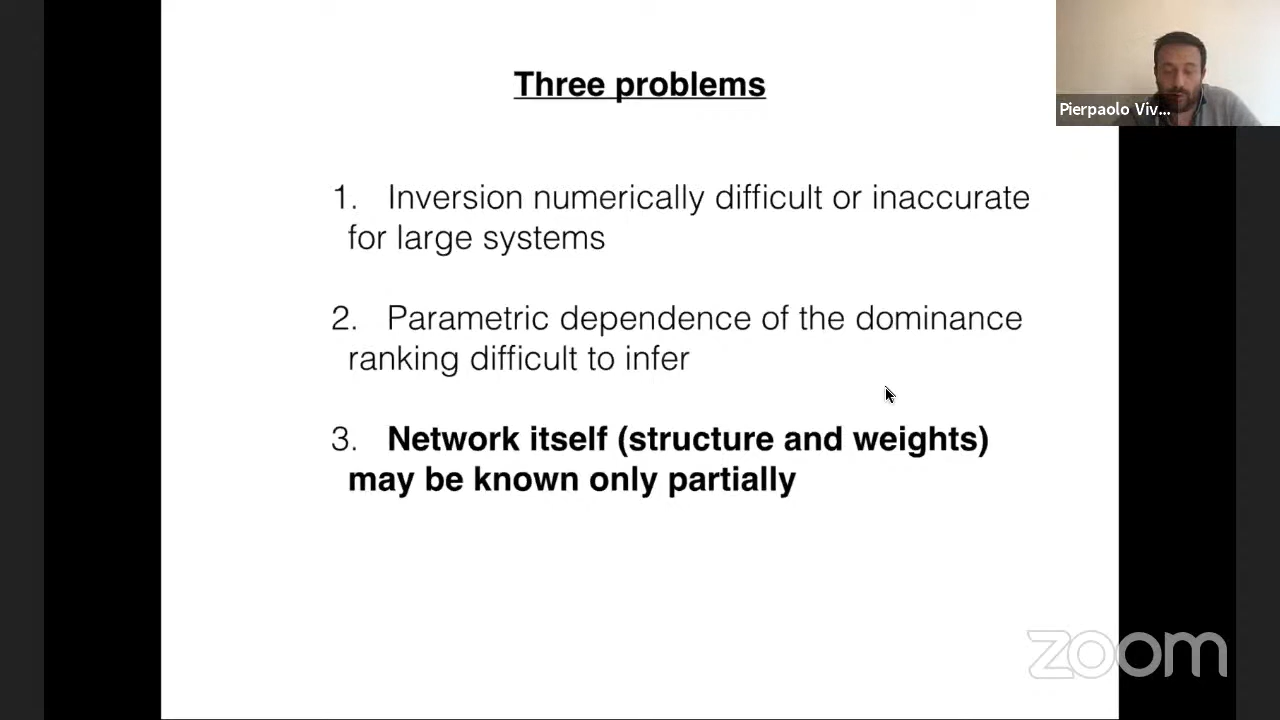 Three problems
Pierpaolo Viv...
1. Inversion numerically difficult or inaccurate
for large systems
2. Parametric dependence of the dominance
ranking difficult to infer
3. Network itself (structure and weights)
may be known only partially
zoom